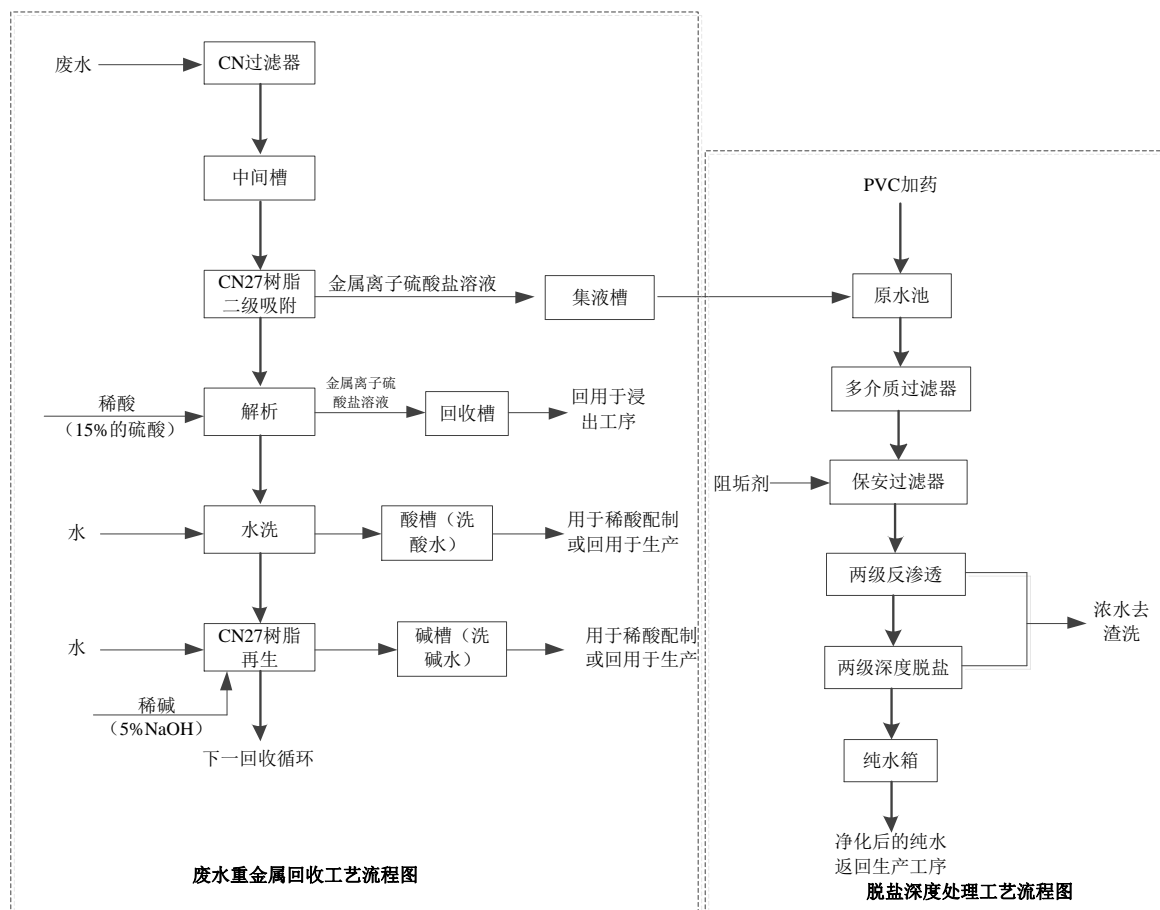 废水
CN过滤器
中间槽
CN27树脂
二级吸附
金属离子硫酸盐溶液
集液槽
稀酸
（15%的硫酸）
解析
金属离子硫
酸盐溶液
回收槽
回用于浸
出工序
水
水洗
酸槽（洗
酸水）
用于稀酸配制
或回用于生产
水
CN27树脂
再生
碱槽（洗
碱水）
用于稀酸配制
或回用于生产
稀碱
（5%NaOH）
下一回收循环
废水重金属回收工艺流程图
PVC加药
原水池
多介质过滤器
阻垢剂
保安过滤器
两级反渗透
浓水去
渣洗
两级深度脱盐
纯水箱
净化后的纯水
返回生产工序
脱盐深度处理工艺流程图